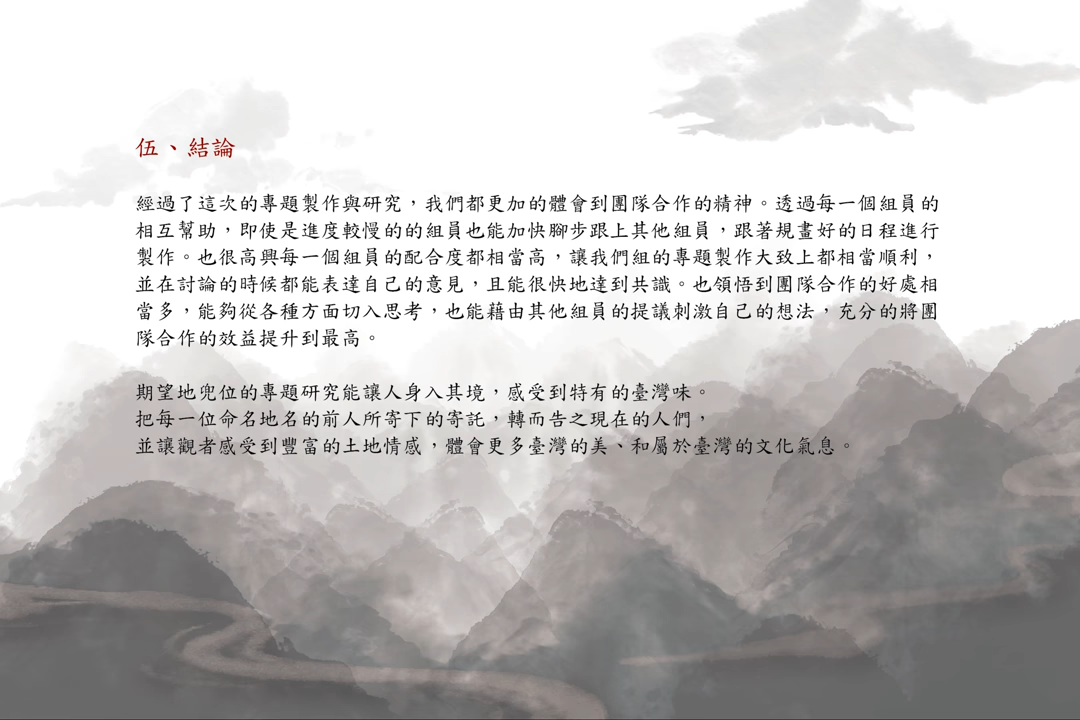 伍、結論
經過了這次的專題製作與研究，我們都更加的體會到團隊合作的精神。透過每一個組員的
相互幫助，即使是進度較慢的的組員也能加快腳步跟上其他組員，跟著規畫好的日程進行
製作。也很高興每一個組員的配合度都相當高，讓我們組的專題製作大致上都相當順利，
並在討論的時候都能表達自己的意見，且能很快地達到共識。也領悟到團隊合作的好處相
當多，能夠從各種方面切入思考，也能藉由其他組員的提議刺激自己的想法，充分的將團
隊合作的效益提升到最高。
期望地兜位的專題研究能讓人身入其境，感受到特有的臺灣味。
把每一位命名地名的前人所寄下的寄託，轉而告之現在的人們，
並讓觀者感受到豐富的土地情感，體會更多臺灣的美、和屬於臺灣的文化氣息。